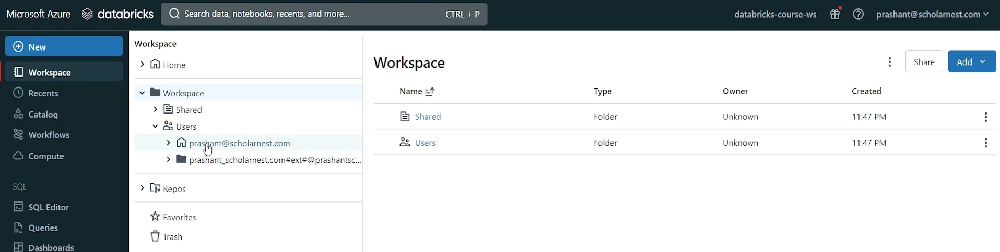 Microsoft Azure databricks Search data, notebooks, recents, and more... CTRL + P databricks-course-ws prashant@scholarnest.com
New
Workspace
Recents
Catalog
Workflows
Compute
SQL
SQL Editor
Queries
Dashboards
Workspace
Home
Workspace
Shared
Users
prashant@scholarnest.com
prashant_scholarnest.com#ext#@prashantsc...
Repos
Favorites
Trash
Workspace
Share Add
Name Type Owner Created
Shared Folder Unknown 11:47 PM
Users Folder Unknown 11:47 PM